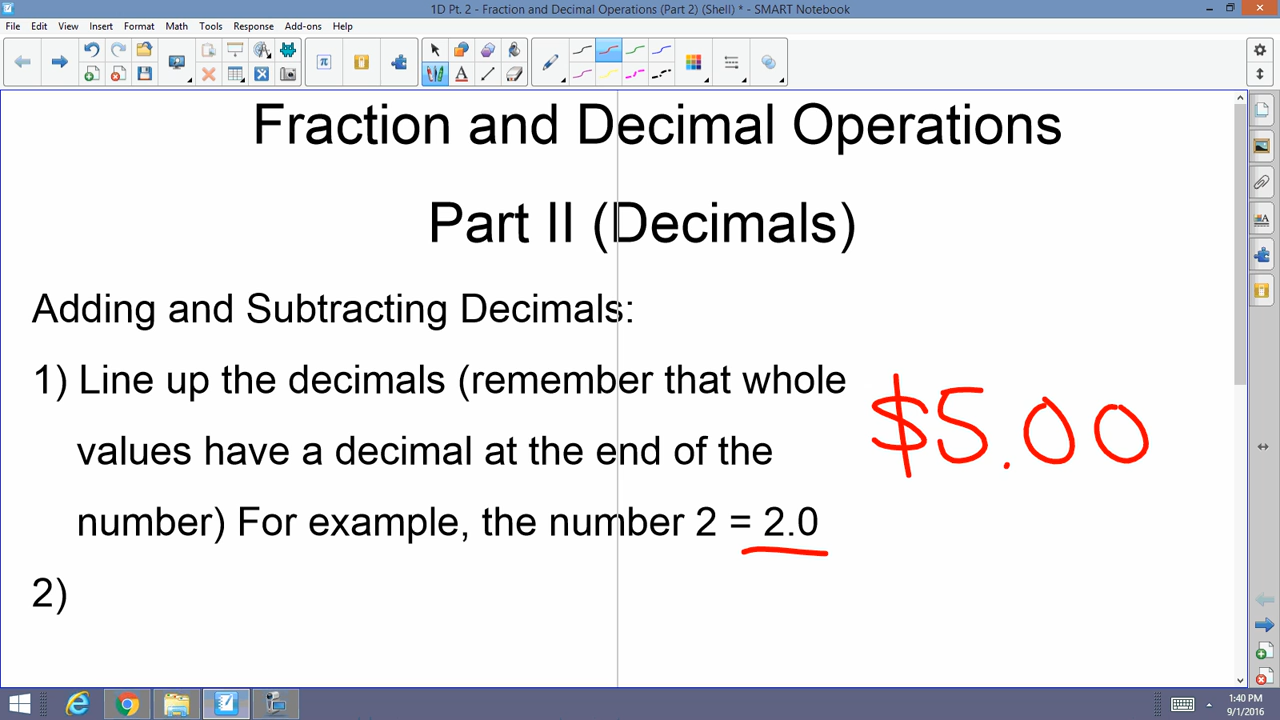 1D Pt. 2 - Fraction and Decimal Operations (Part 2) (Shell) * - SMART Notebook
File Edit View Insert Format Math Tools Response Add-ons Help
Fraction and Decimal Operations
Part II (Decimals)
Adding and Subtracting Decimals:
1) Line up the decimals (remember that whole
values have a decimal at the end of the
number) For example, the number 2 = 2.0
$5.00
2)
1:40 PM
9/1/2016